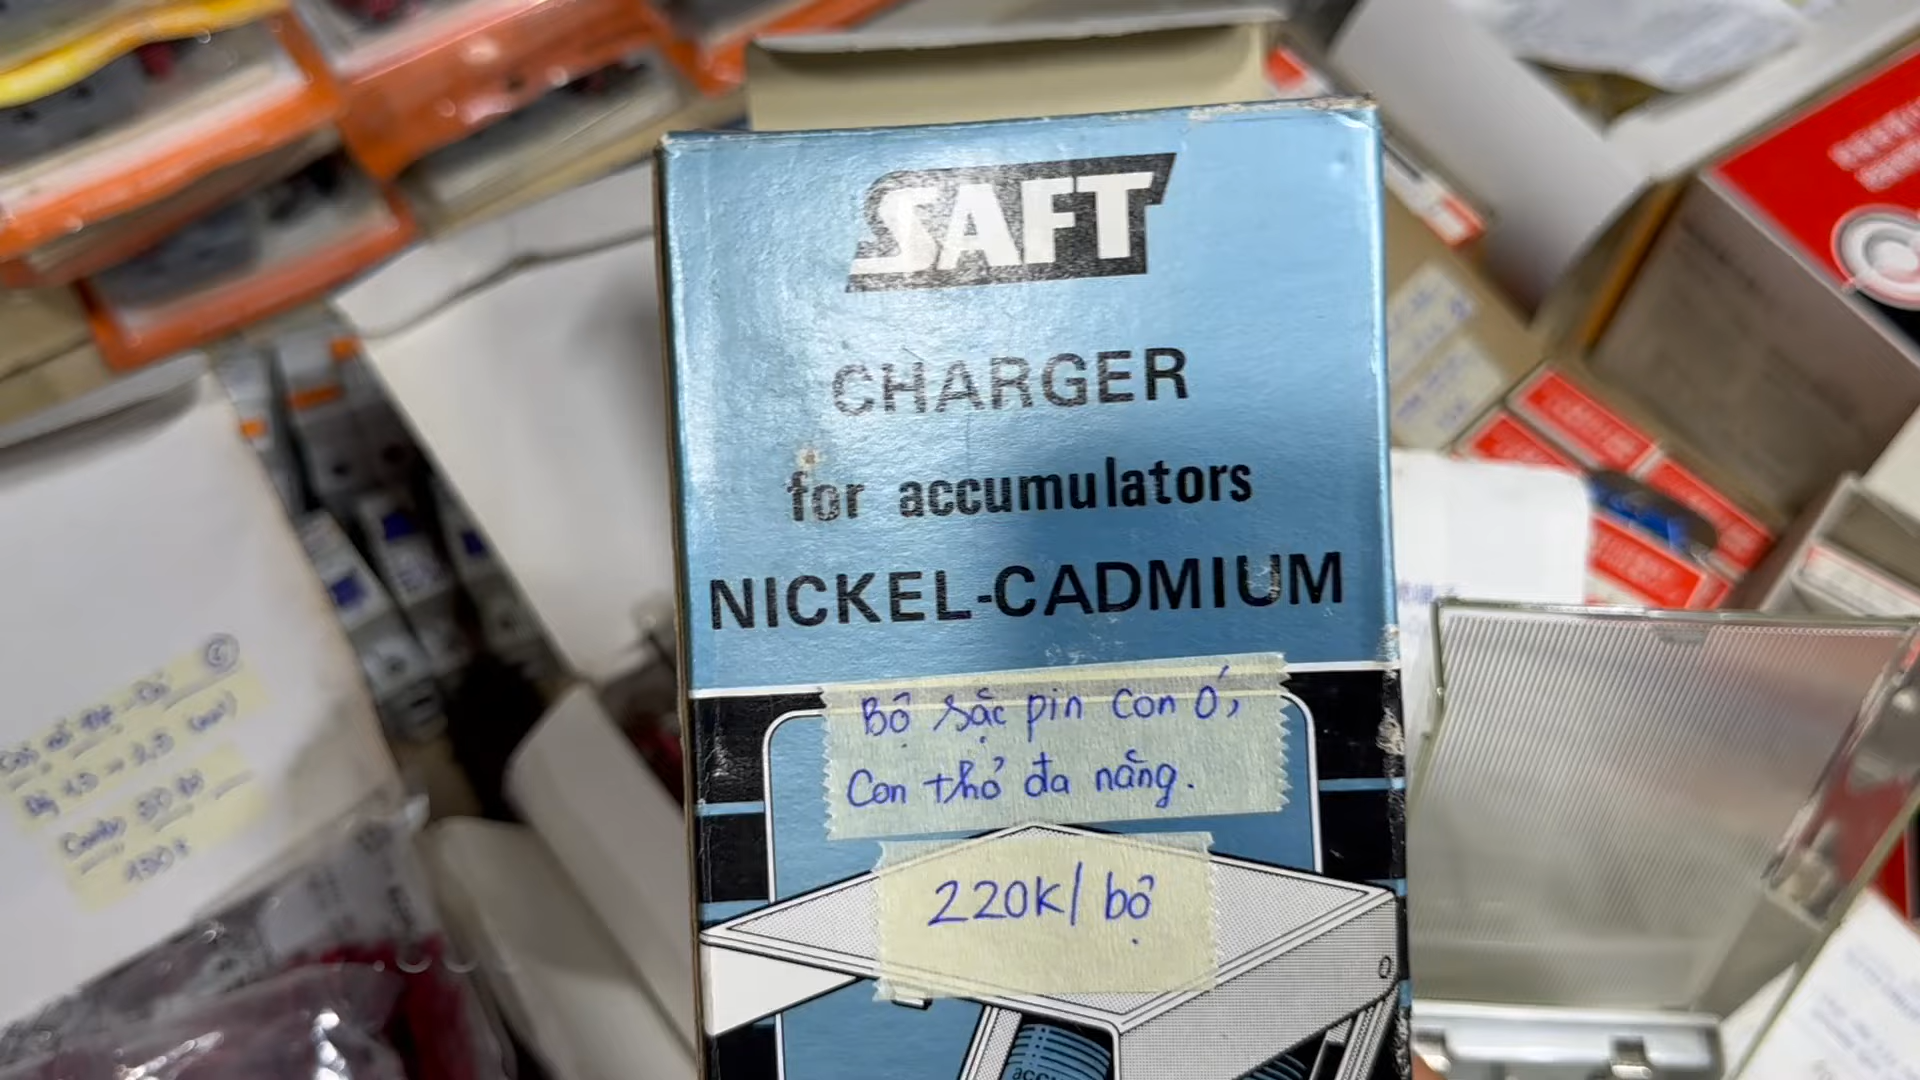 SAFT
CHARGER
for accumulators
NICKEL-CADMIUM
Bộ sạc pin con ó,
Con thỏ đa năng.
220K/ bộ